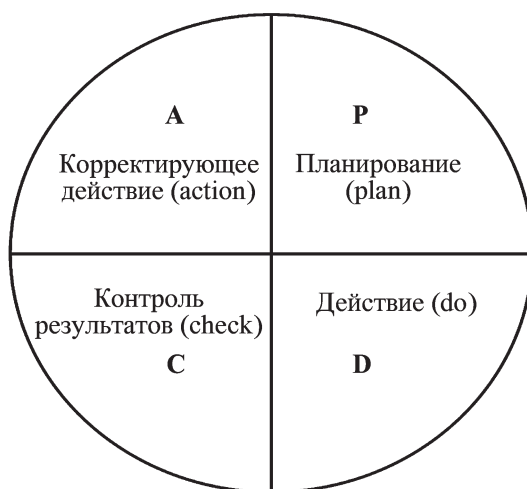 A
Корректирующее
действие (action)
P
Планирование
(plan)
Контроль
результатов (check)
C
Действие (do)
D